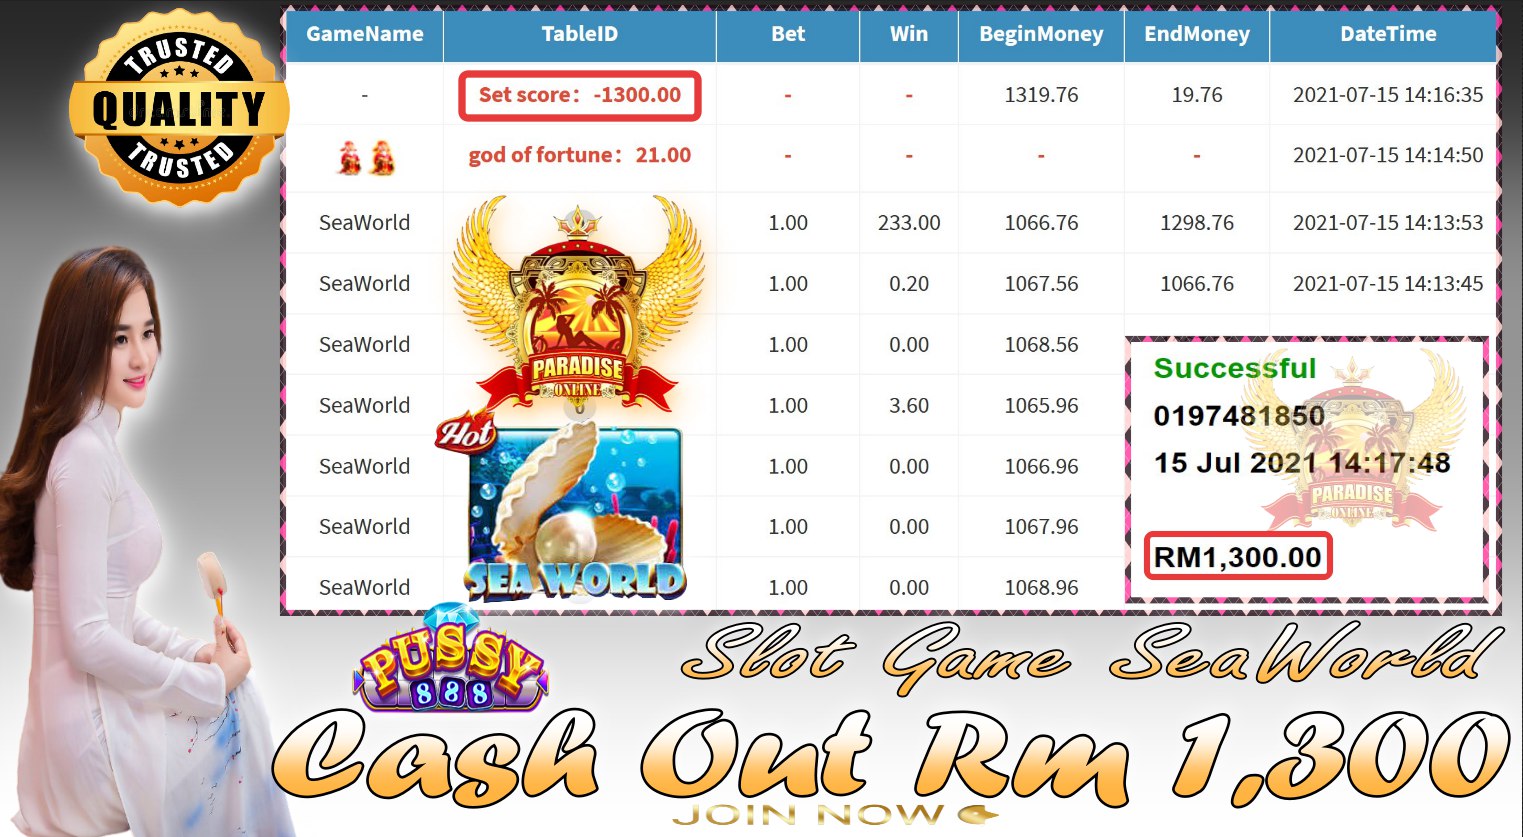 TRUSTED
QUALITY
TRUSTED
GameName TableID Bet Win BeginMoney EndMoney DateTime
- Set score: -1300.00 - - 1319.76 19.76 2021-07-15 14:16:35
god of fortune: 21.00 - - - - 2021-07-15 14:14:50
SeaWorld 1.00 233.00 1066.76 1298.76 2021-07-15 14:13:53
SeaWorld 1.00 0.20 1067.56 1066.76 2021-07-15 14:13:45
SeaWorld 1.00 0.00 1068.56
SeaWorld 1.00 3.60 1065.96
SeaWorld 1.00 0.00 1066.96
SeaWorld 1.00 0.00 1067.96
SeaWorld 1.00 0.00 1068.96
PARADISE
ONLINE
Hot
SEA WORLD
Successful
0197481850
15 Jul 2021 14:17:48
PARADISE
ONLINE
RM1,300.00
PUSSY
888
Slot Game SeaWorld
Cash Out Rm 1,300
JOIN NOW